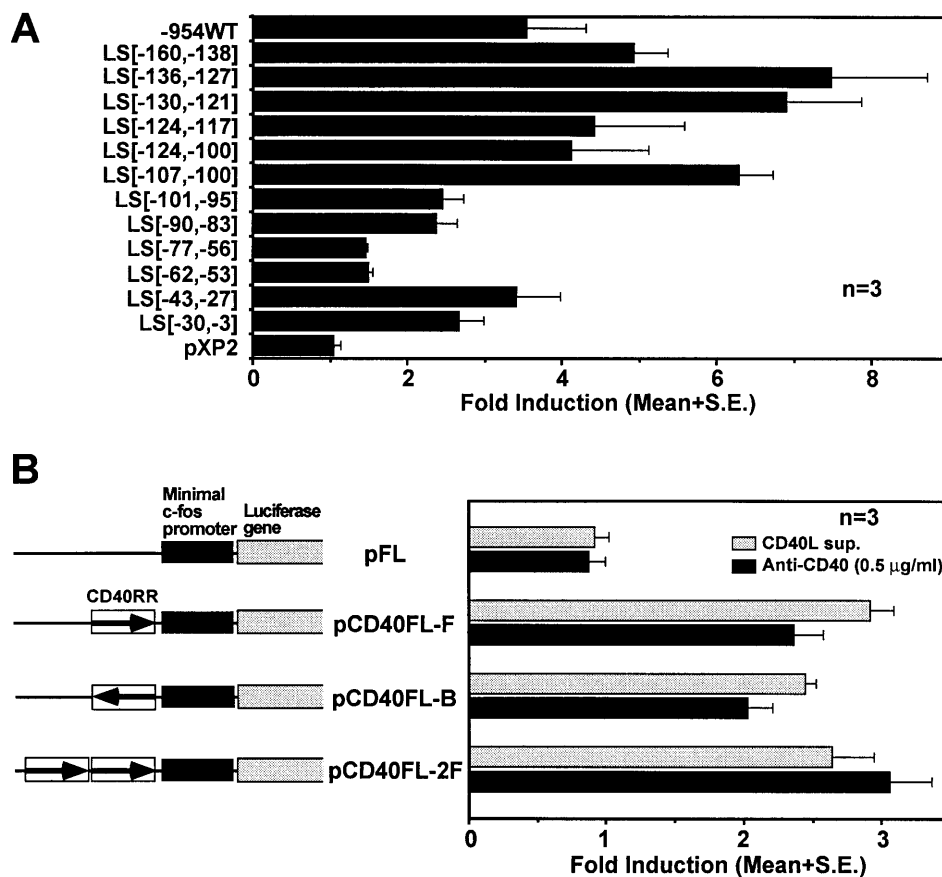 A
-954WT
LS[-160,-138]
LS[-136,-127]
LS[-130,-121]
LS[-124,-117]
LS[-124,-100]
LS[-107,-100]
LS[-101,-95]
LS[-90,-83]
LS[-77,-56]
LS[-62,-53]
LS[-43,-27]
LS[-30,-3]
pXP2
n=3
0 2 4 6 8
Fold Induction (Mean+S.E.)
B
Minimal
c-fos
promoter
Luciferase
gene
pFL
CD40RR
pCD40FL-F
pCD40FL-B
pCD40FL-2F
n=3
CD40L sup.
Anti-CD40 (0.5 µg/ml)
0 1 2 3
Fold Induction (Mean+S.E.)